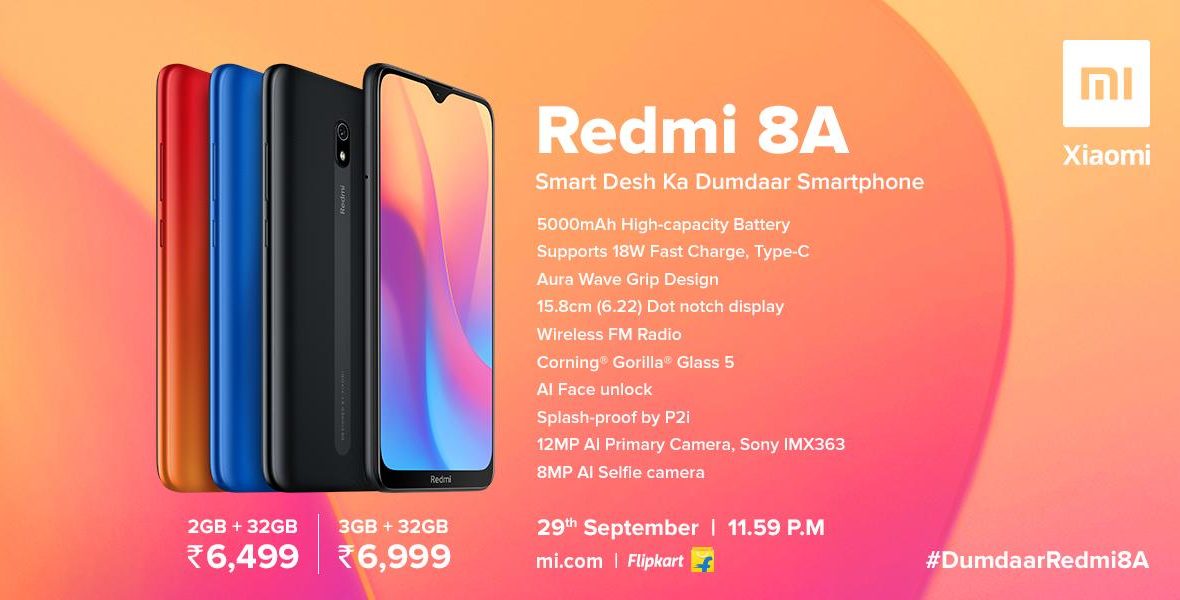 mi
Xiaomi
Redmi 8A
Smart Desh Ka Dumdaar Smartphone
5000mAh High-capacity Battery
Supports 18W Fast Charge, Type-C
Aura Wave Grip Design
15.8cm (6.22) Dot notch display
Wireless FM Radio
Corning® Gorilla® Glass 5
AI Face unlock
Splash-proof by P2i
12MP AI Primary Camera, Sony IMX363
8MP AI Selfie camera
Redmi
Redmi
2GB + 32GB
₹6,499
3GB + 32GB
₹6,999
29th September | 11.59 P.M
mi.com | Flipkart
#DumdaarRedmi8A